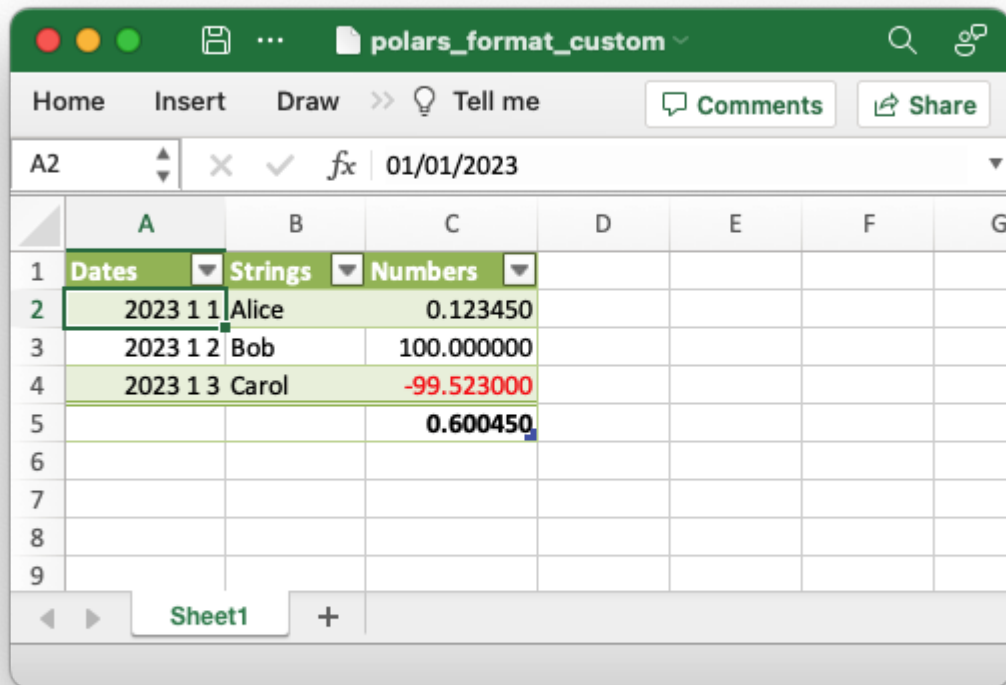 polars_format_custom
Home Insert Draw >> Tell me Comments Share
A2 fx 01/01/2023
A B C D E F G
1 Dates Strings Numbers
2 2023 1 1 Alice 0.123450
3 2023 1 2 Bob 100.000000
4 2023 1 3 Carol -99.523000
5 0.600450
6
7
8
9
Sheet1 +